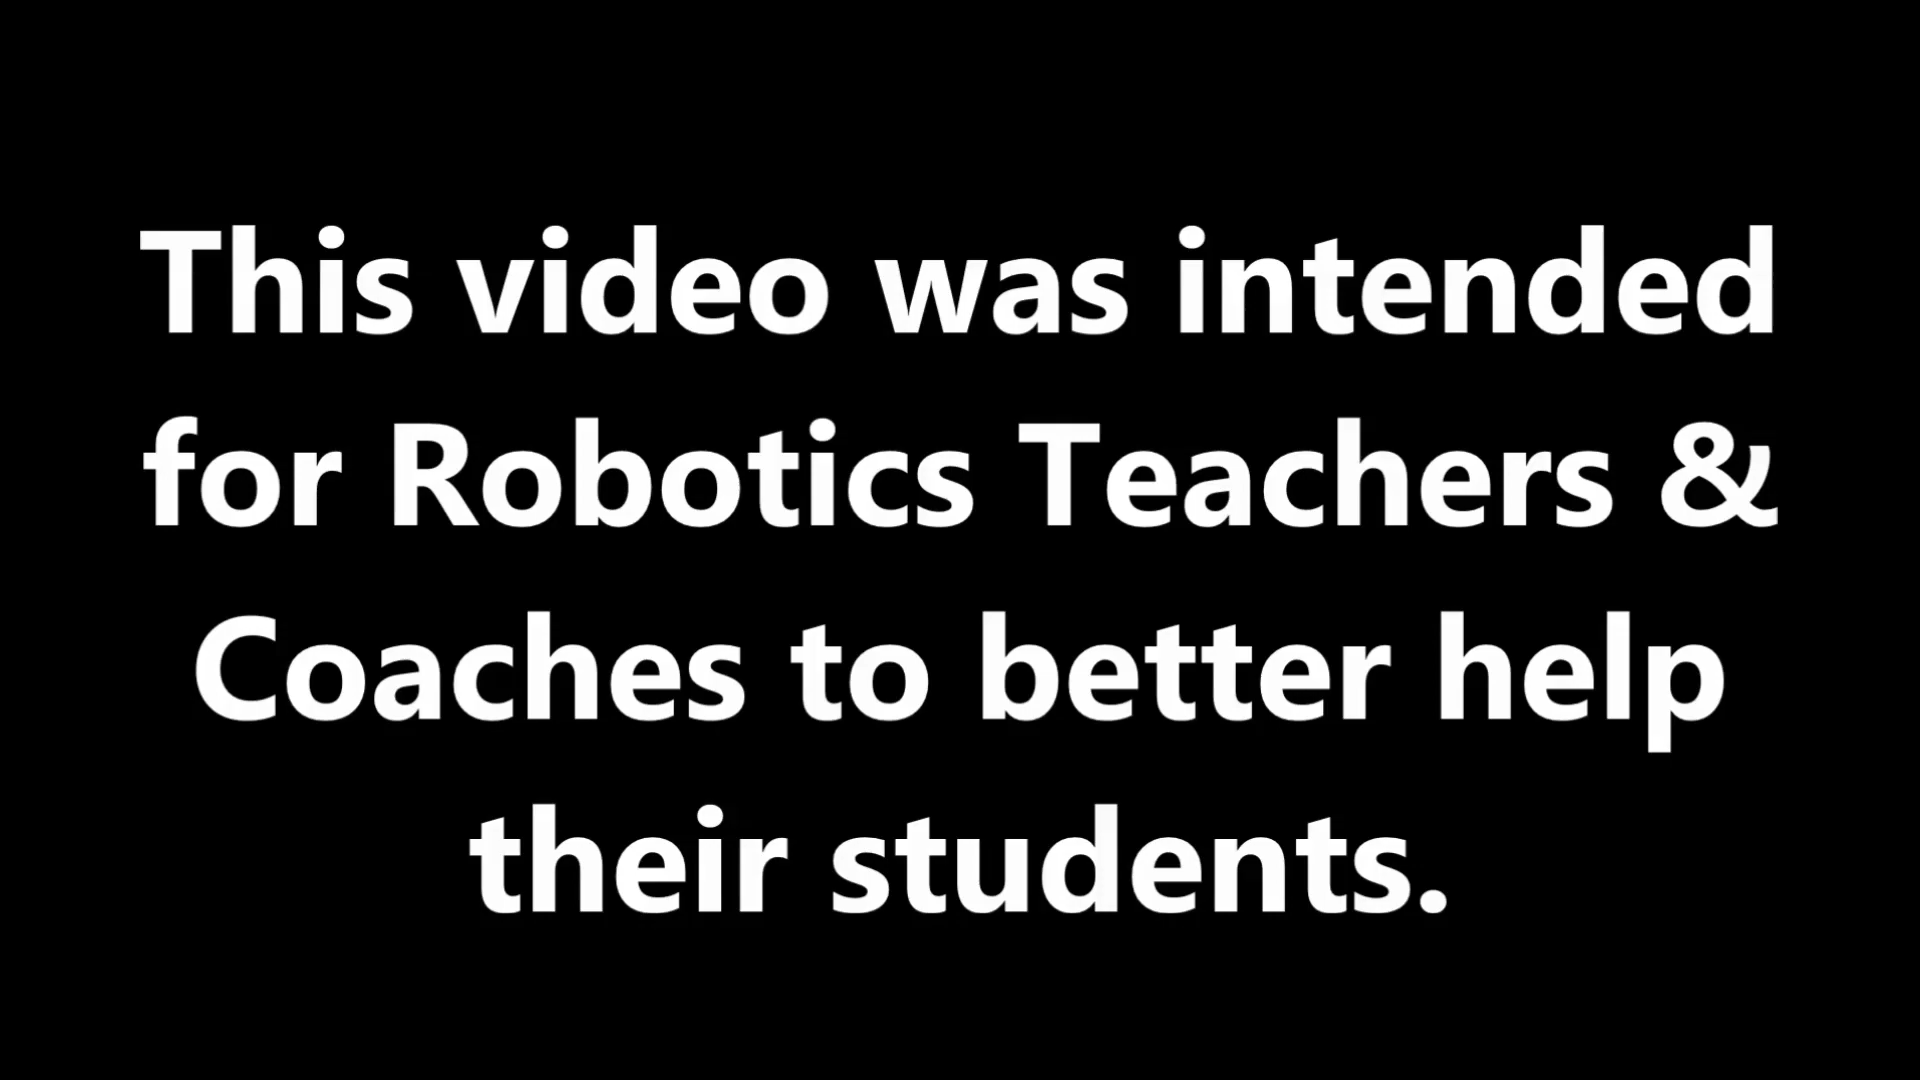 This video was intended
for Robotics Teachers &
Coaches to better help
their students.